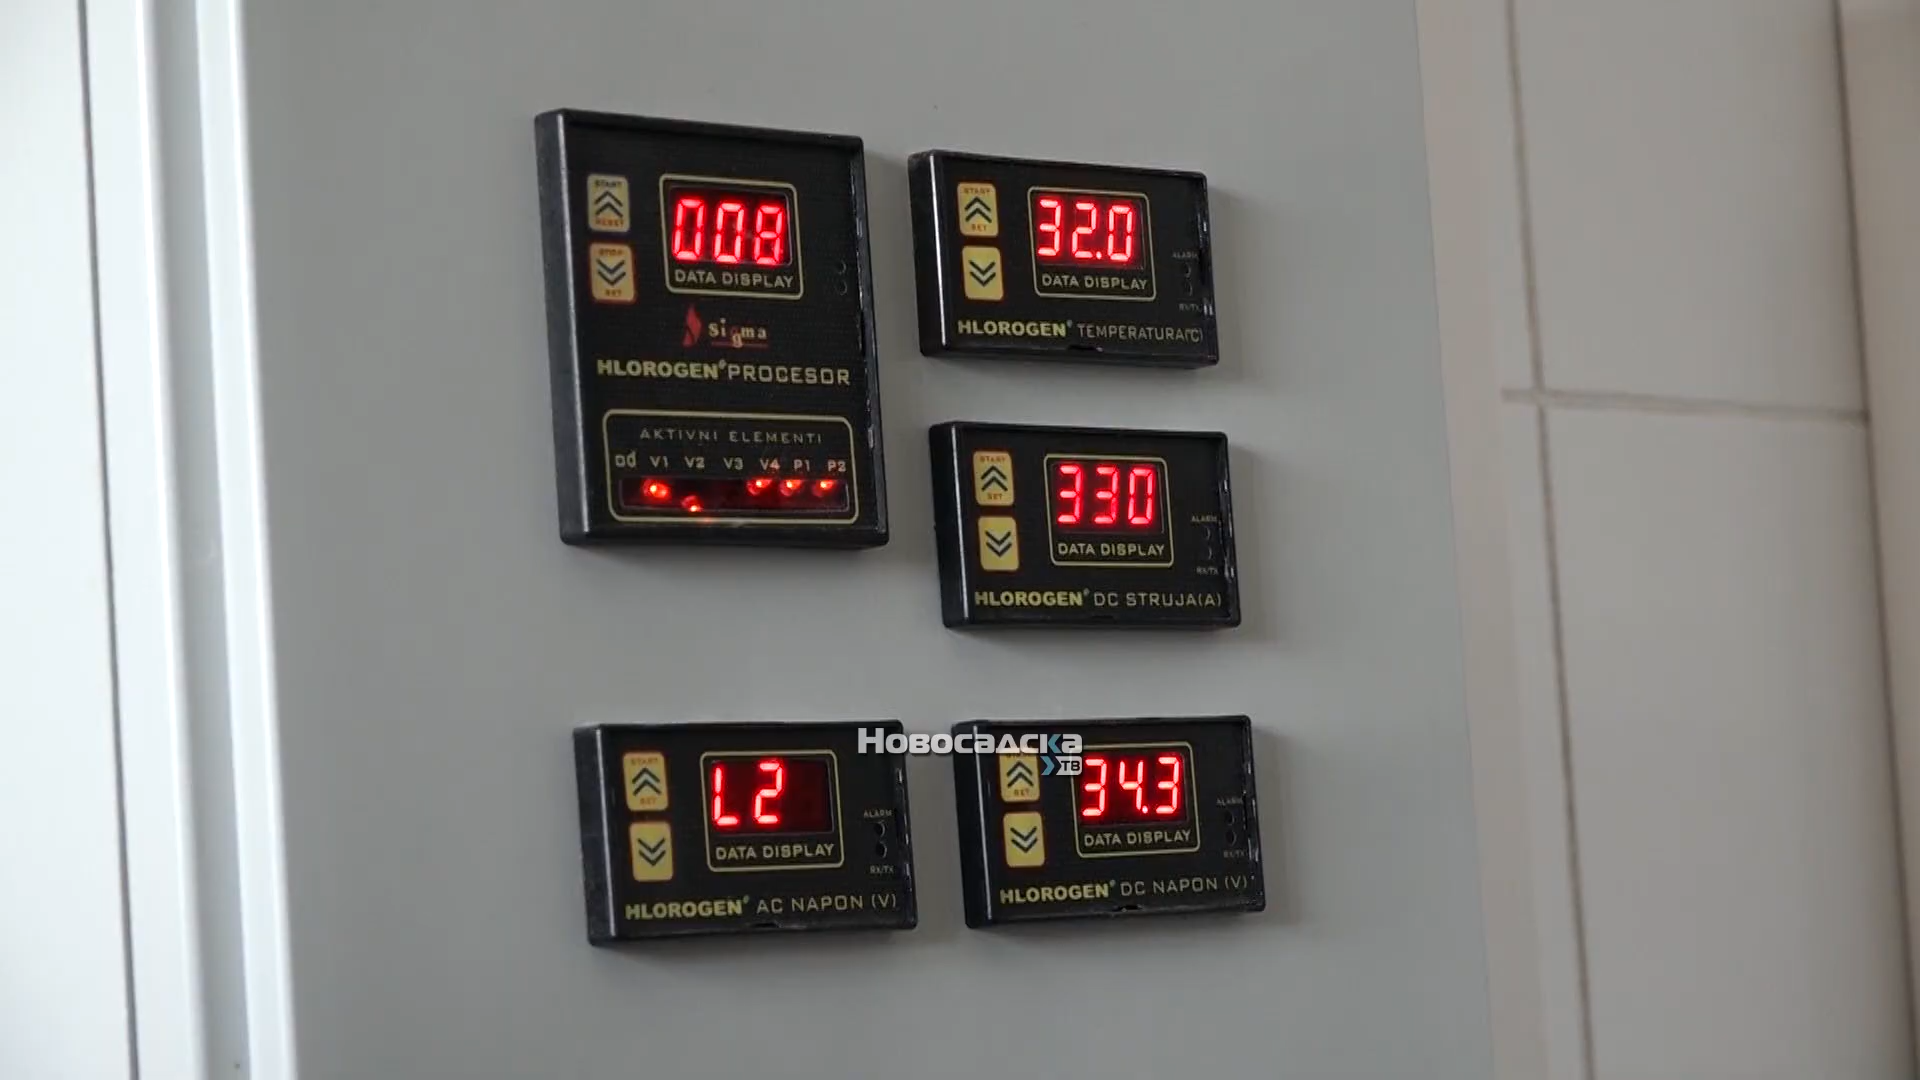 START
008
RESET
STOP
SET
DATA DISPLAY
Sigma
HLOROGEN® PROCESOR
AKTIVNI ELEMENTI
V1 V2 V3 V4 P1 P2
START
32.0
SET
DATA DISPLAY
ALARM
RX/TX
HLOROGEN® TEMPERATURA(C)
START
330
SET
DATA DISPLAY
ALARM
RX/TX
HLOROGEN® DC STRUJA(A)
START
L2
SET
DATA DISPLAY
ALARM
RX/TX
HLOROGEN® AC NAPON (V)
Новосадска
ТВ
START
34.3
SET
DATA DISPLAY
ALARM
RX/TX
HLOROGEN® DC NAPON (V)